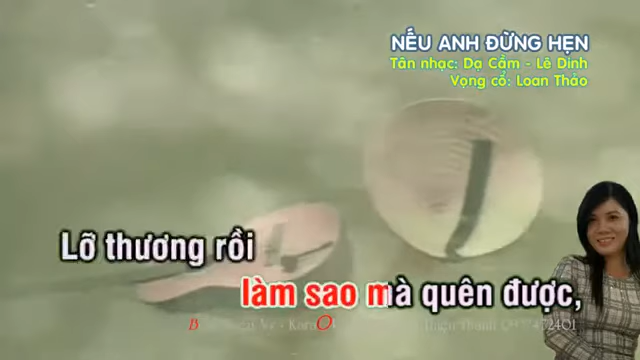 NẾU ANH ĐỪNG HẸN
Tân nhạc: Dạ Cầm - Lê Dinh
Vọng cổ: Loan Thảo
Lỡ thương rồi
làm sao mà quên được,